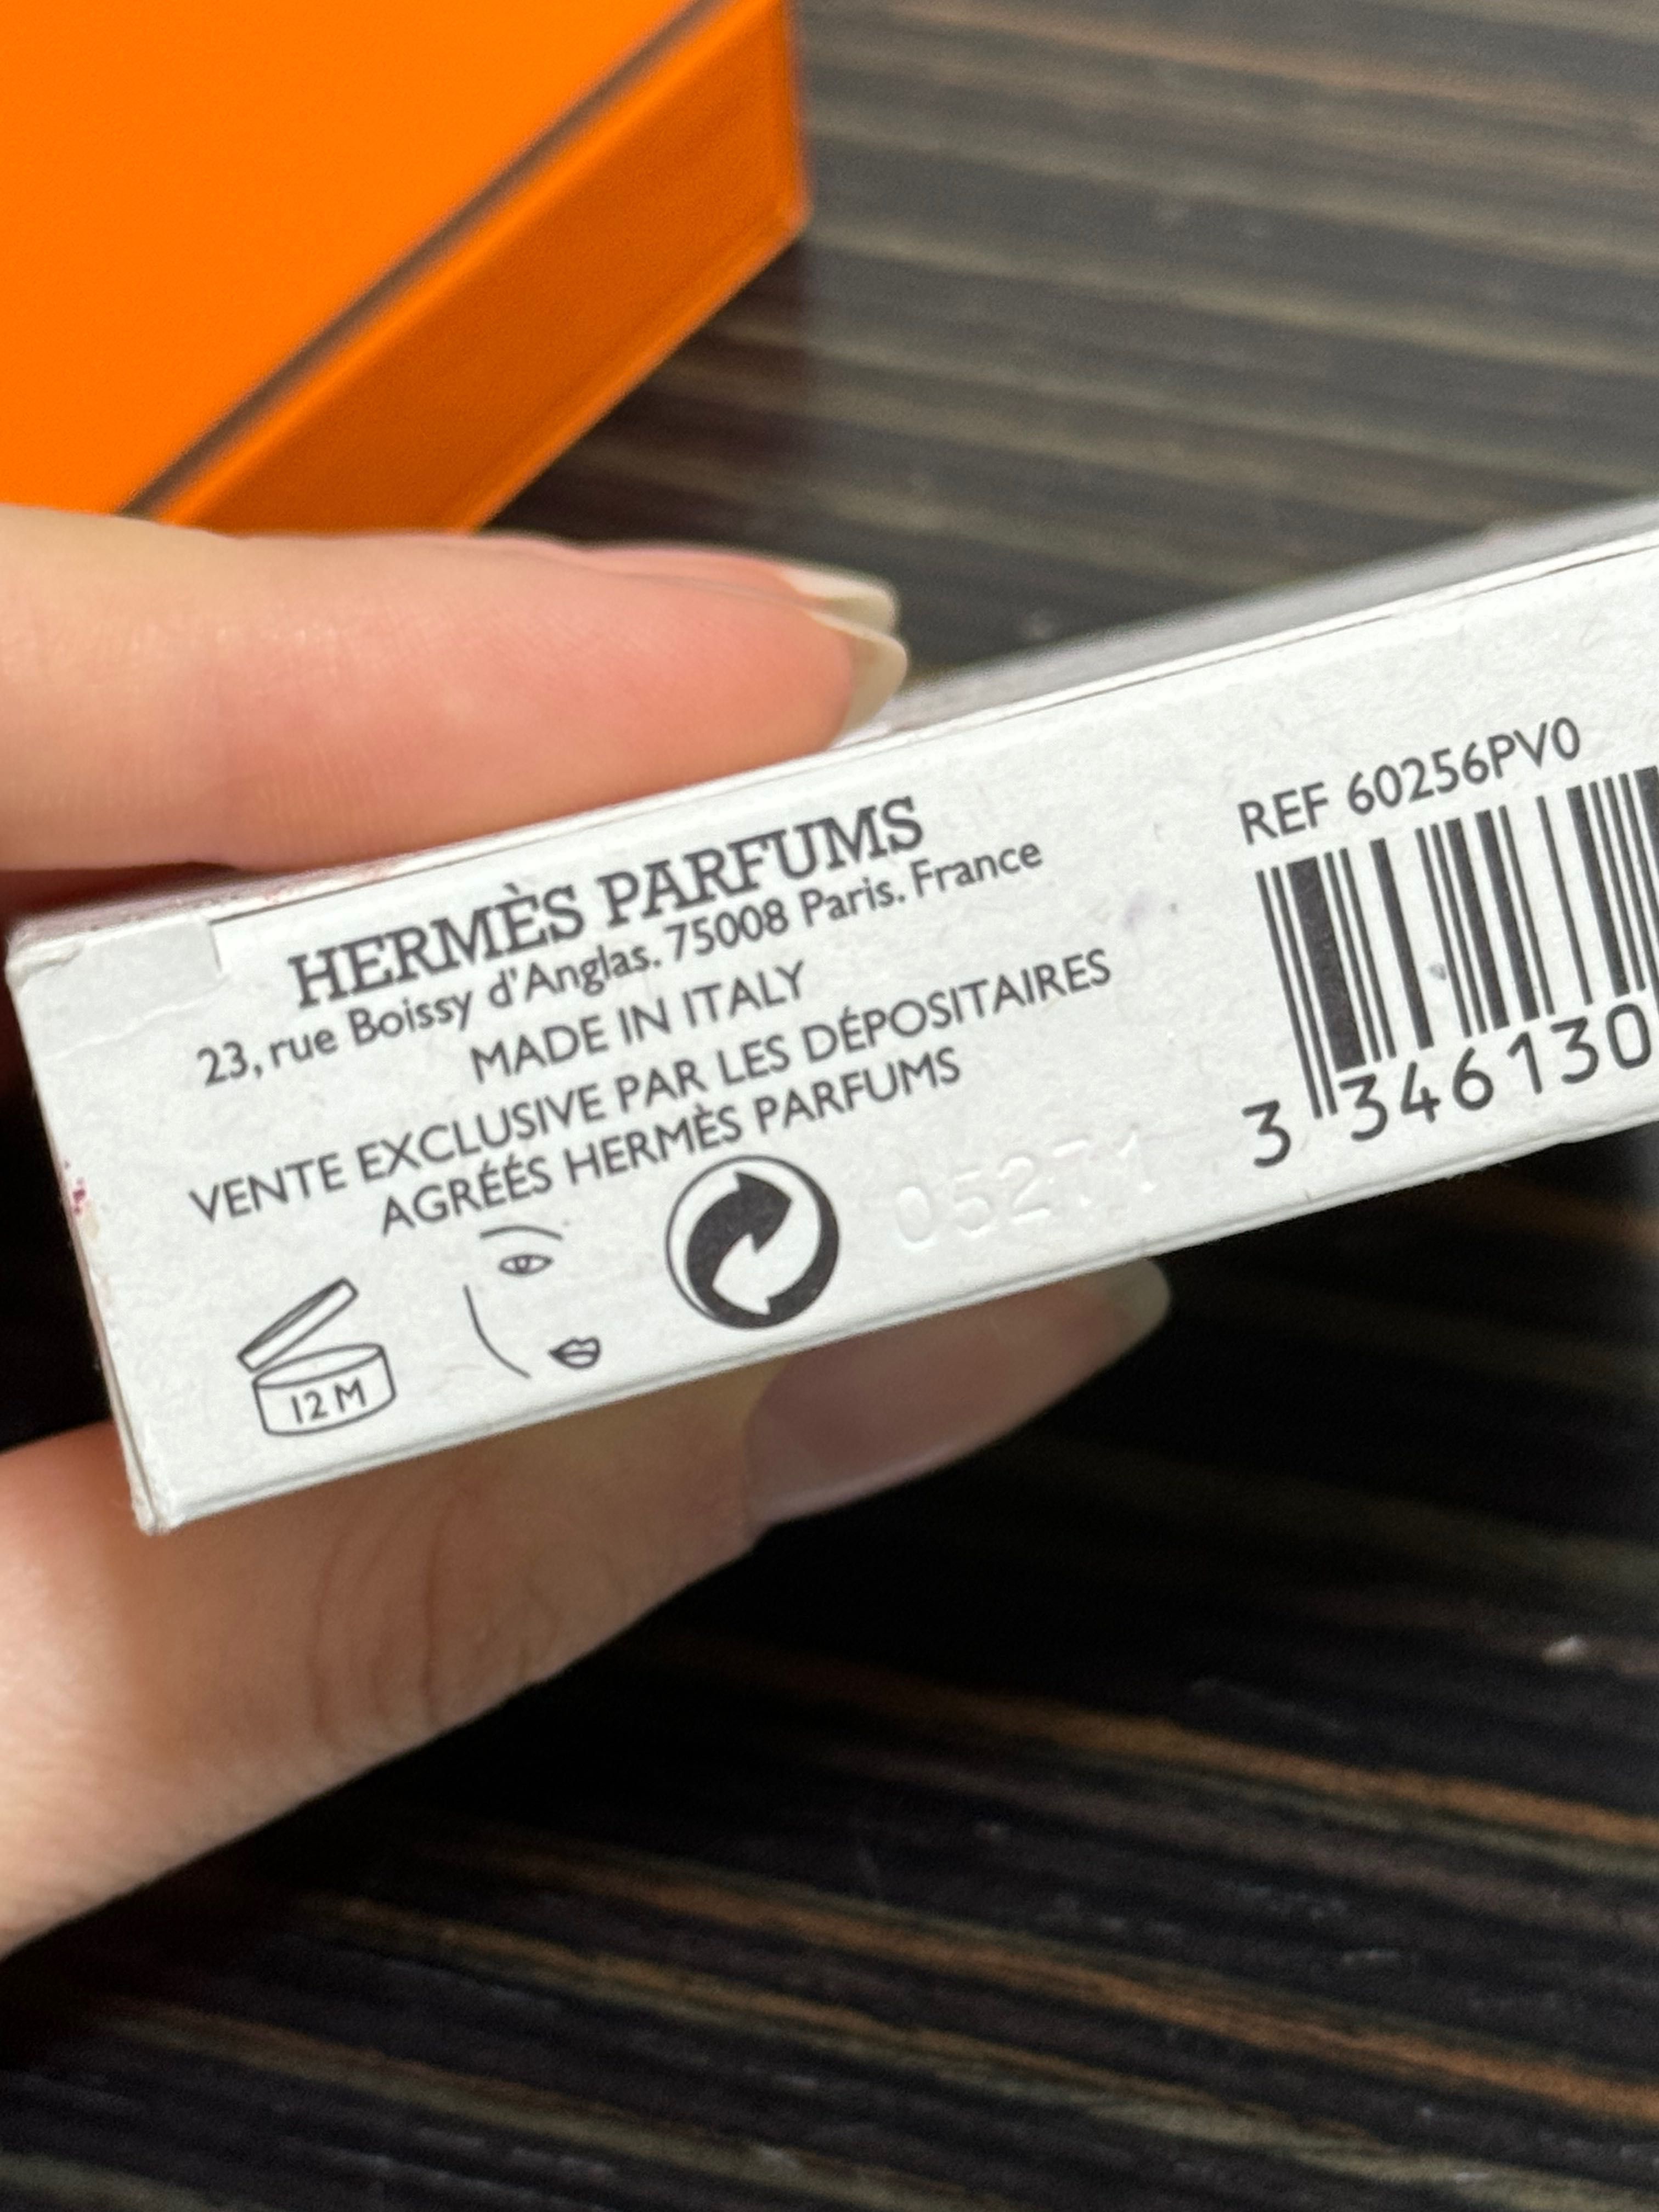 HERMÈS PARFUMS
23, rue Boissy d'Anglas. 75008 Paris. France
MADE IN ITALY
VENTE EXCLUSIVE PAR LES DÉPOSITAIRES
AGRÉÉS HERMÈS PARFUMS
12 M
05271
REF 60256PV0
3 346130